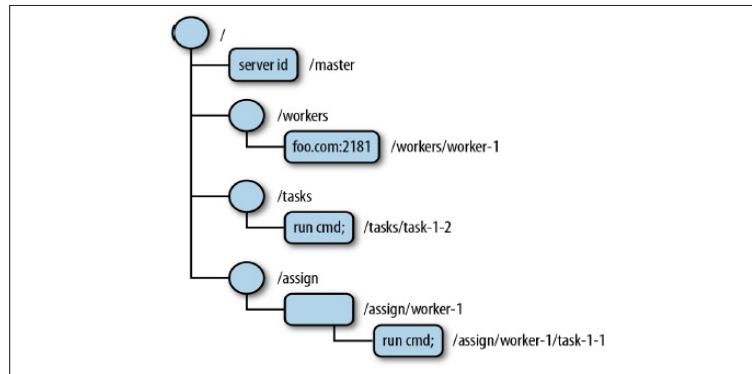 /
server id /master
/workers
foo.com:2181 /workers/worker-1
/tasks
run cmd; /tasks/task-1-2
/assign
/assign/worker-1
run cmd; /assign/worker-1/task-1-1